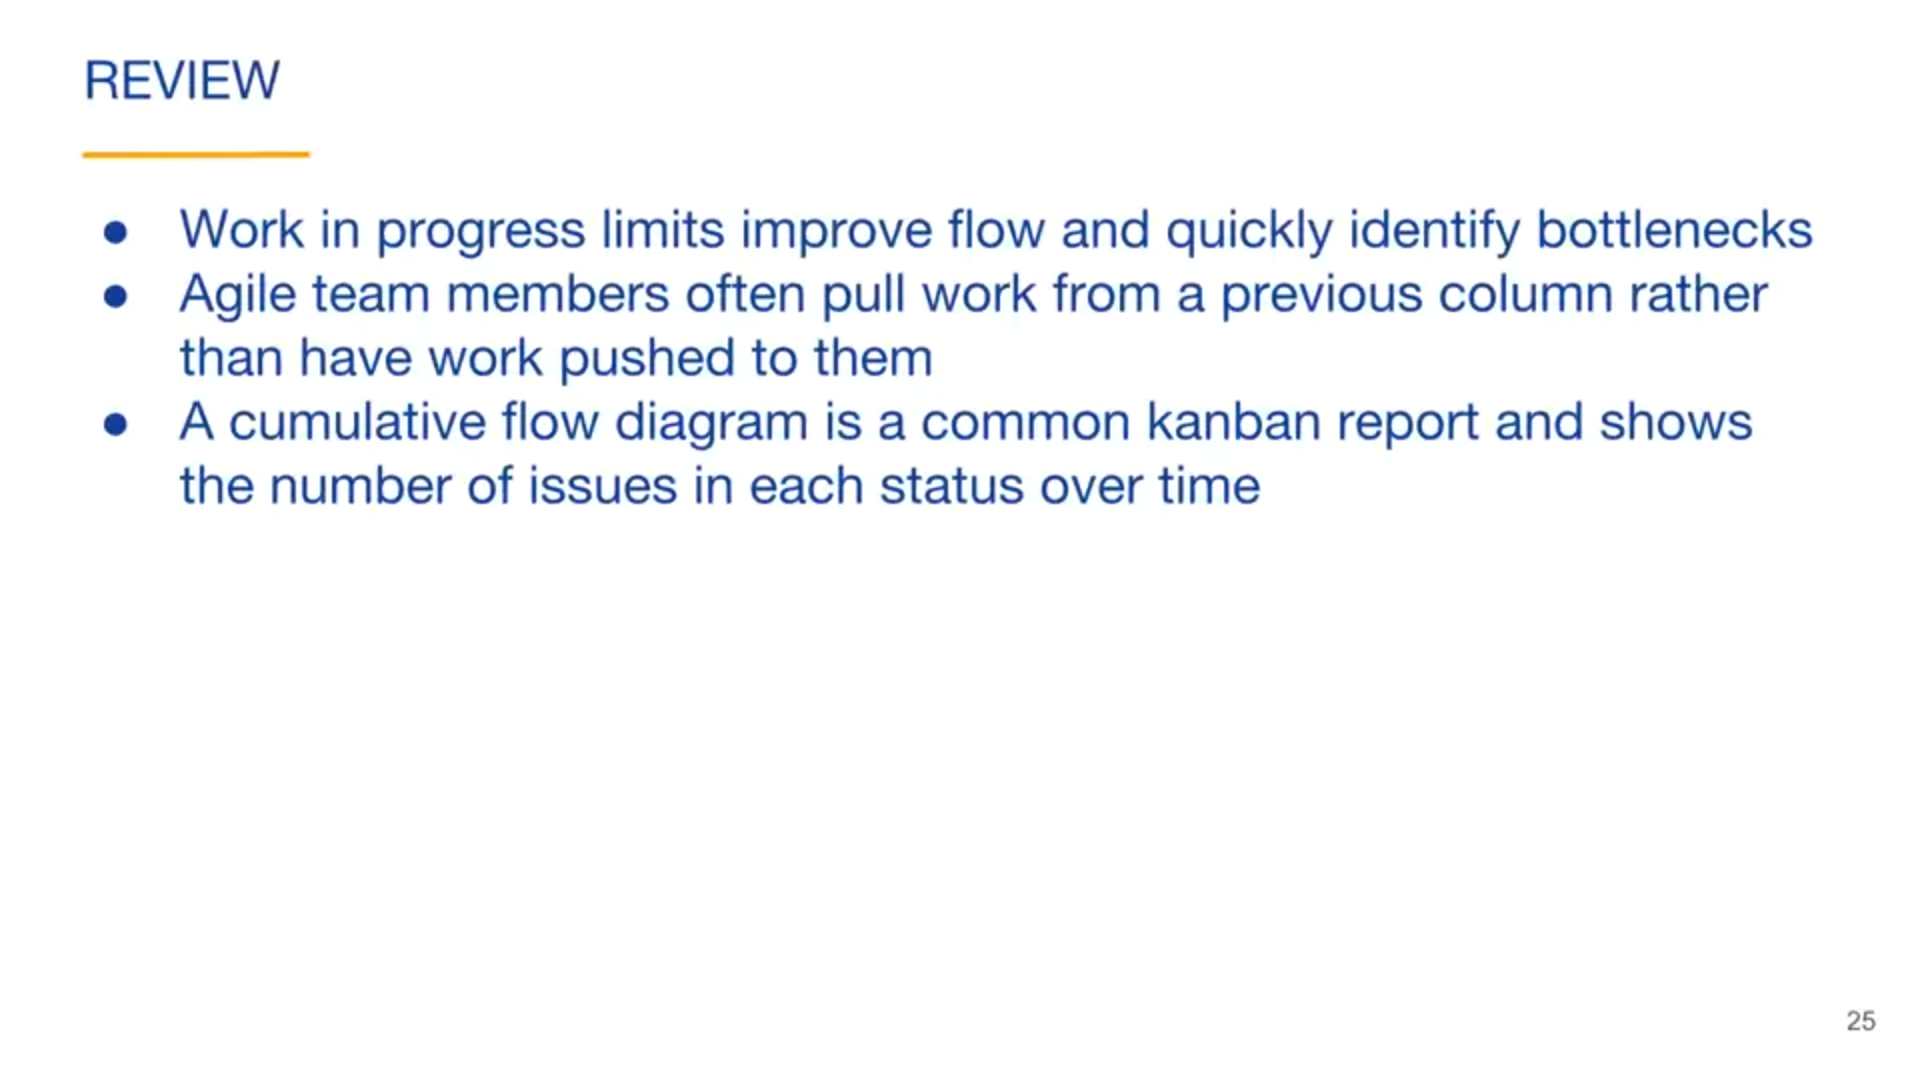 REVIEW
● Work in progress limits improve flow and quickly identify bottlenecks
● Agile team members often pull work from a previous column rather
than have work pushed to them
● A cumulative flow diagram is a common kanban report and shows
the number of issues in each status over time
25